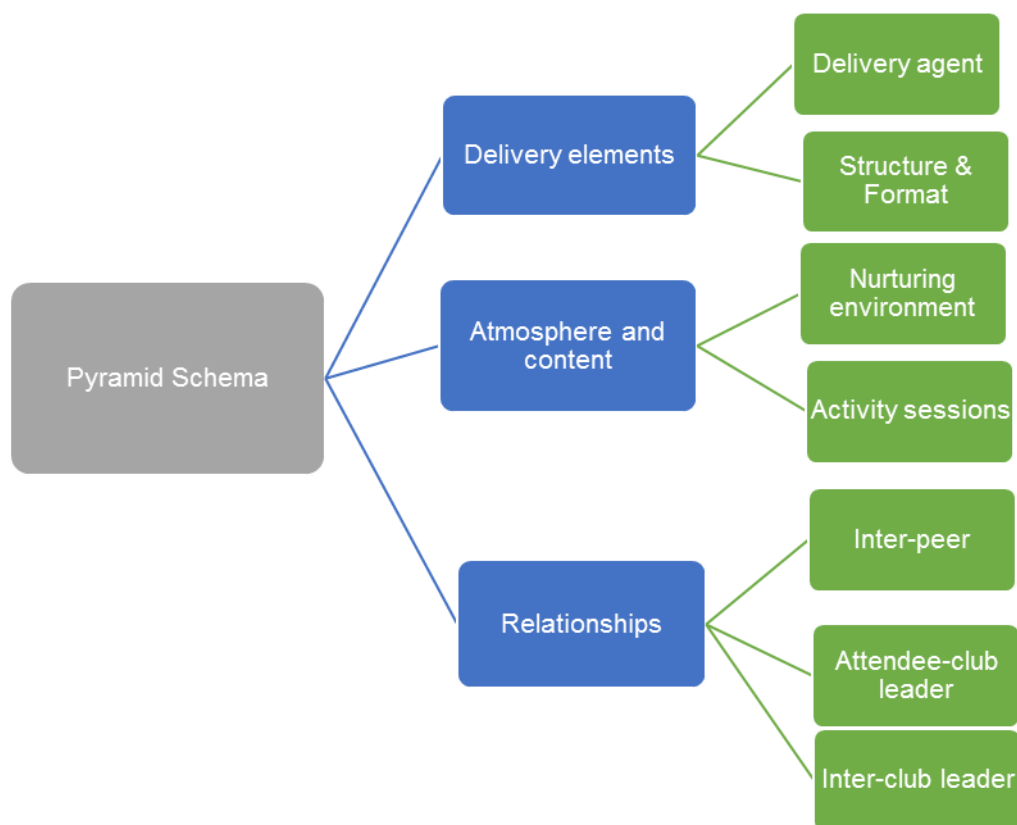 Pyramid Schema
Delivery elements
Delivery agent
Structure &
Format
Atmosphere and
content
Nurturing
environment
Activity sessions
Relationships
Inter-peer
Attendee-club
leader
Inter-club leader